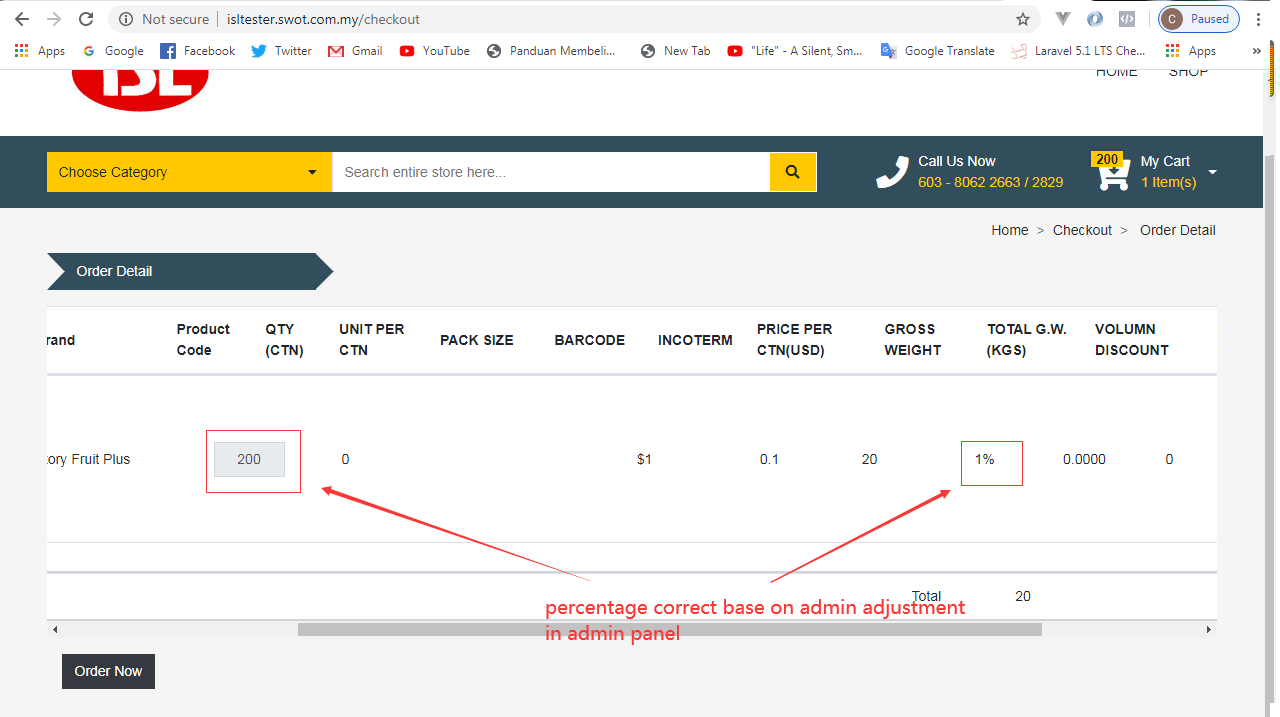 Not secure | isltester.swot.com.my/checkout
C Paused
Apps Google Facebook Twitter Gmail YouTube Panduan Membeli... New Tab "Life" - A Silent, Sm... Google Translate Laravel 5.1 LTS Che... Apps »
ISL
HOME SHOP
Choose Category
Search entire store here...
Call Us Now
603 - 8062 2663 / 2829
200
My Cart
1 Item(s)
Home > Checkout > Order Detail
Order Detail
rand
Product Code
QTY (CTN)
UNIT PER CTN
PACK SIZE
BARCODE
INCOTERM
PRICE PER CTN(USD)
GROSS WEIGHT
TOTAL G.W. (KGS)
VOLUMN DISCOUNT
tory Fruit Plus 200 0 $1 0.1 20 1% 0.0000 0
Total 20
percentage correct base on admin adjustment
in admin panel
Order Now